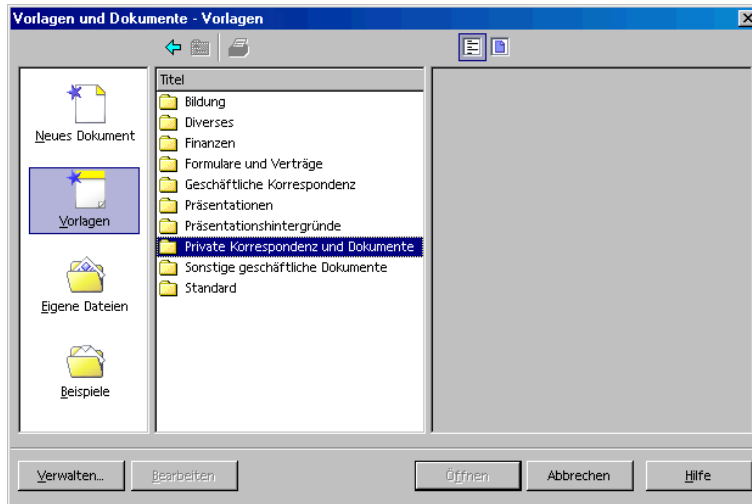 Vorlagen und Dokumente - Vorlagen
Titel
Neues Dokument
Vorlagen
Eigene Dateien
Beispiele
Bildung
Diverses
Finanzen
Formulare und Verträge
Geschäftliche Korrespondenz
Präsentationen
Präsentationshintergründe
Private Korrespondenz und Dokumente
Sonstige geschäftliche Dokumente
Standard
Verwalten...
Bearbeiten
Öffnen
Abbrechen
Hilfe